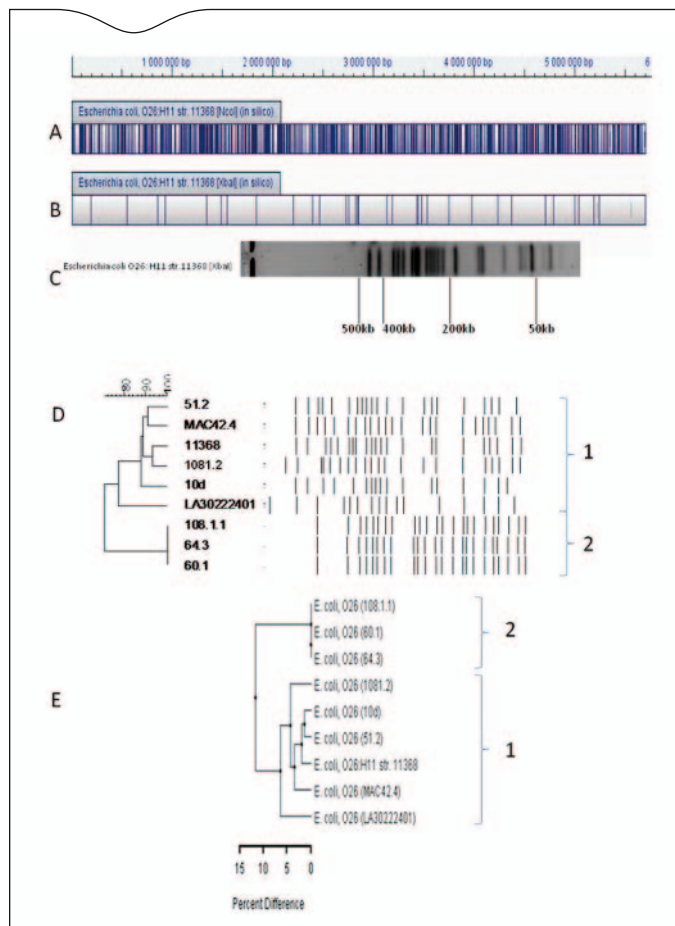 1 000 000 bp 2 000 000 bp 3 000 000 bp 4 000 000 bp 5 000 000 bp 6
A
Escherichia coli, O26:H11 str.11368 [NcoI] (in silico)
B
Escherichia coli, O26:H11 str.11368 [XbaI] (in silico)
C
Escherichia coli O26: H11 str.11368 [XbaI]
500kb 400kb 200kb 50kb
D
80 90 100
51.2
MAC42.4
11368
1081.2
10d
LA30222401
108.1.1
64.3
60.1
1
2
E
E. coli, O26 (108.1.1)
E. coli, O26 (60.1)
E. coli, O26 (64.3)
2
E. coli, O26 (1081.2)
E. coli, O26 (10d)
E. coli, O26 (51.2)
E. coli, O26:H11 str. 11368
E. coli, O26 (MAC42.4)
E. coli, O26 (LA30222401)
1
15 10 5 0
Percent Difference